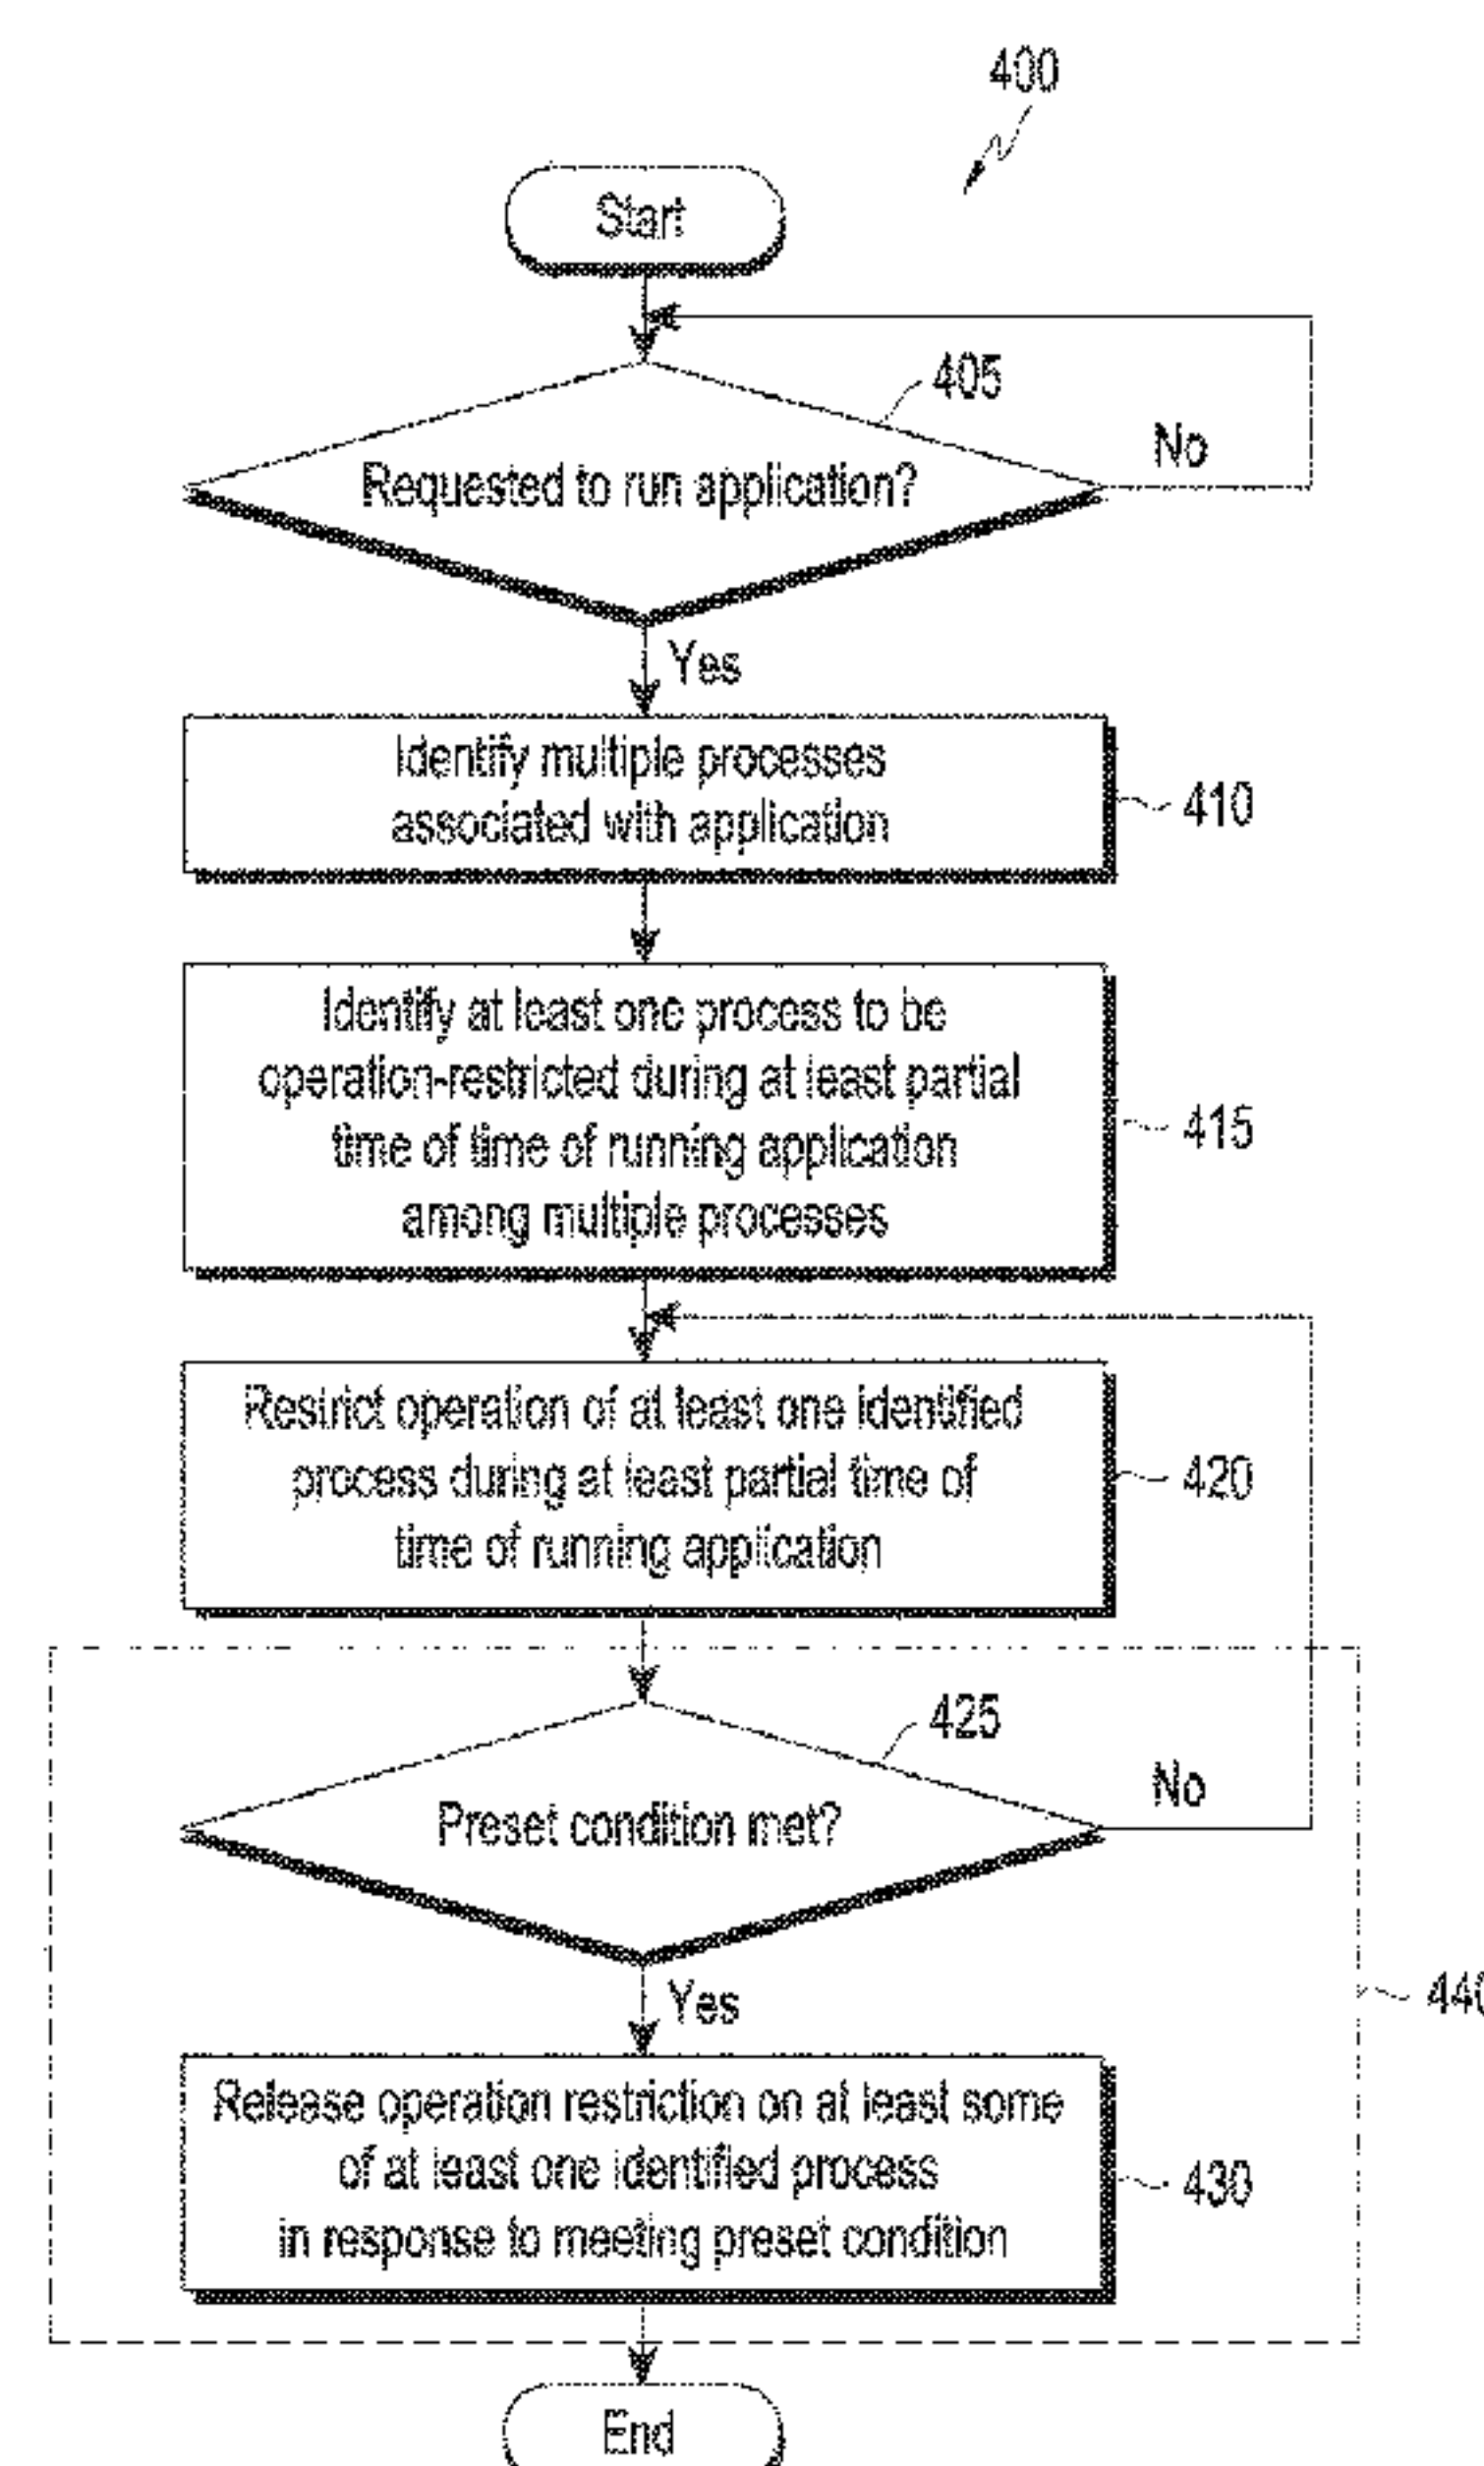 400
Start
405
Requested to run application?
No
Yes
Identify multiple processes
associated with application
410
Identify at least one process to be
operation-restricted during at least partial
time of time of running application
among multiple processes
415
Restrict operation of at least one identified
process during at least partial time of
time of running application
420
425
Preset condition met?
No
Yes
440
Release operation restriction on at least some
of at least one identified process
in response to meeting preset condition
430
End